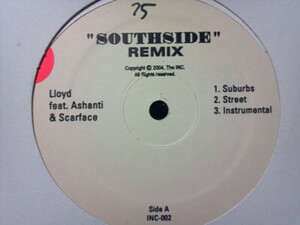 75
"SOUTHSIDE"
REMIX
Copyright © 2004, The INC.
All Rights reserved.
Lloyd
feat. Ashanti
& Scarface
1. Suburbs
2. Street
3. Instrumental
Side A
INC-002